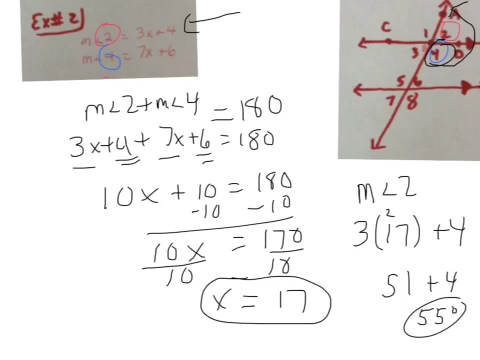 Ex# 2)
m<2 = 3x+4
m<4 = 7x+6
m<2+m<4 = 180
3x+4+7x+6=180
10x+10=180
-10 -10
10x = 170
10 10
x = 17
C 1 2
3 4 D
5 6
7 8
m<2
3(17)+4
51+4
55°